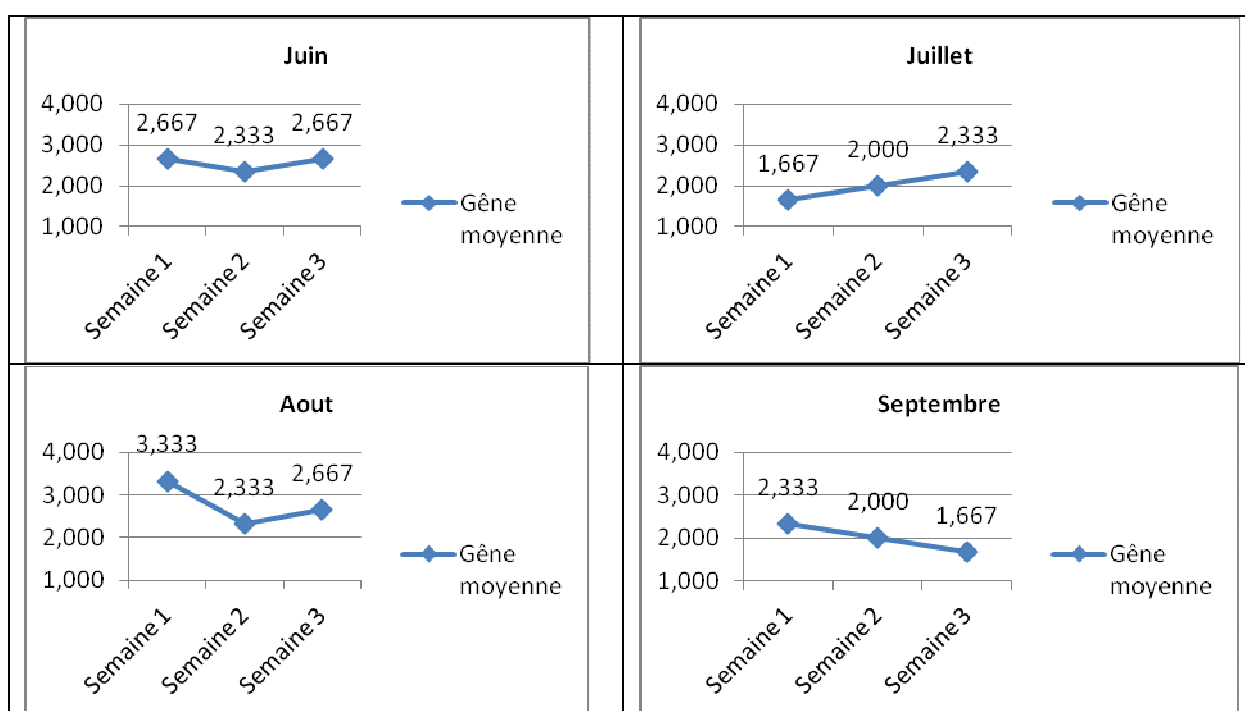 Juin
4,000
3,000
2,000
1,000
2,667
2,333
2,667
Semaine 1
Semaine 2
Semaine 3
Gêne
moyenne
Juillet
4,000
3,000
2,000
1,000
1,667
2,000
2,333
Semaine 1
Semaine 2
Semaine 3
Gêne
moyenne
Aout
4,000
3,000
2,000
1,000
3,333
2,333
2,667
Semaine 1
Semaine 2
Semaine 3
Gêne
moyenne
Septembre
4,000
3,000
2,000
1,000
2,333
2,000
1,667
Semaine 1
Semaine 2
Semaine 3
Gêne
moyenne